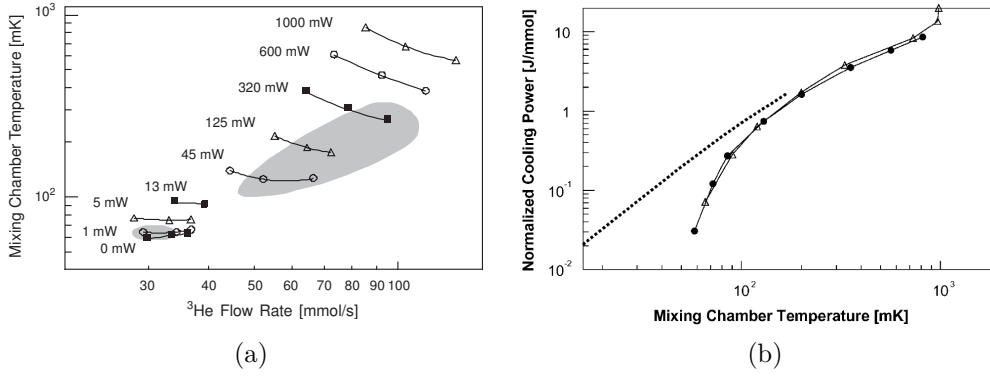 10³
10²
Mixing Chamber Temperature [mK]
1000 mW
600 mW
320 mW
125 mW
45 mW
13 mW
5 mW
1 mW
0 mW
30 40 50 60 70 80 90 100
³He Flow Rate [mmol/s]
(a)
Normalized Cooling Power [J/mmol]
10
1
10⁻¹
10⁻²
10² 10³
Mixing Chamber Temperature [mK]
(b)